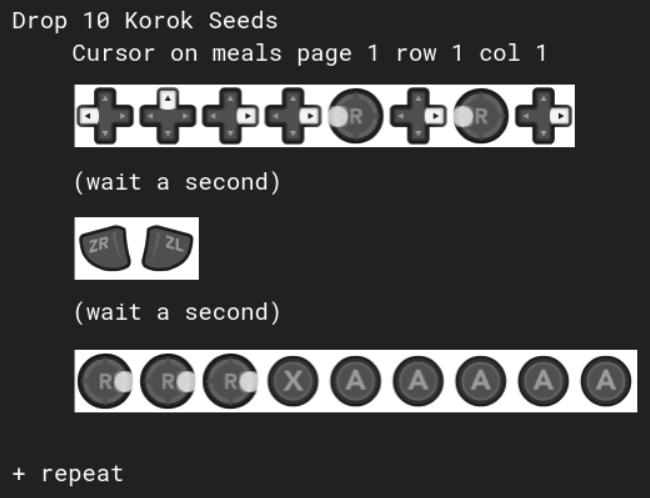 Drop 10 Korok Seeds
Cursor on meals page 1 row 1 col 1
R R
(wait a second)
ZR ZL
(wait a second)
R R R X A A A A A
+ repeat